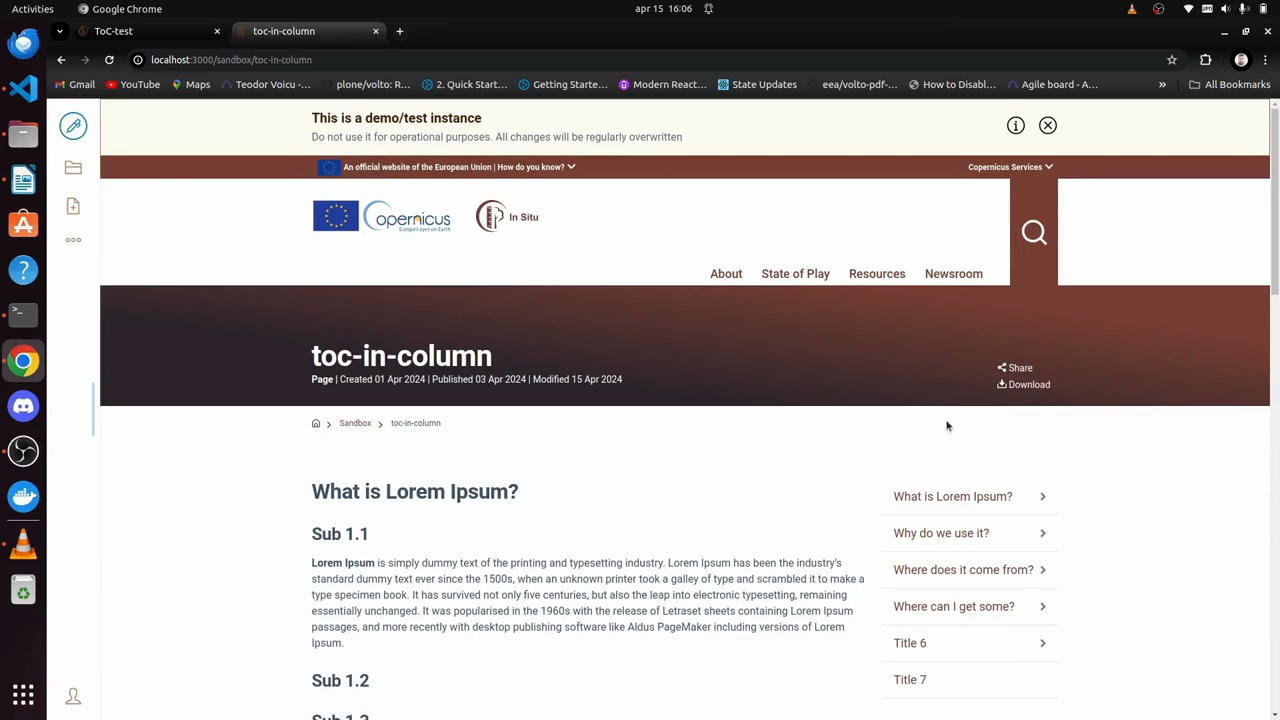 Activities
Google Chrome
apr 15 16:06
ToC-test
toc-in-column
localhost:3000/sandbox/toc-in-column
Gmail
YouTube
Maps
Teodor Voicu -...
plone/volto: R...
2. Quick Start...
Getting Starte...
Modern React...
State Updates
eea/volto-pdf-...
How to Disabl...
Agile board - A...
»
All Bookmarks
This is a demo/test instance
Do not use it for operational purposes. All changes will be regularly overwritten
An official website of the European Union | How do you know?
Copernicus Services
opernicus
Europe's eyes on Earth
In Situ
About
State of Play
Resources
Newsroom
toc-in-column
Page | Created 01 Apr 2024 | Published 03 Apr 2024 | Modified 15 Apr 2024
Share
Download
Sandbox
toc-in-column
What is Lorem Ipsum?
Sub 1.1
Lorem Ipsum is simply dummy text of the printing and typesetting industry. Lorem Ipsum has been the industry's
standard dummy text ever since the 1500s, when an unknown printer took a galley of type and scrambled it to make a
type specimen book. It has survived not only five centuries, but also the leap into electronic typesetting, remaining
essentially unchanged. It was popularised in the 1960s with the release of Letraset sheets containing Lorem Ipsum
passages, and more recently with desktop publishing software like Aldus PageMaker including versions of Lorem
Ipsum.
Sub 1.2
Sub 1.3
What is Lorem Ipsum?
Why do we use it?
Where does it come from?
Where can I get some?
Title 6
Title 7